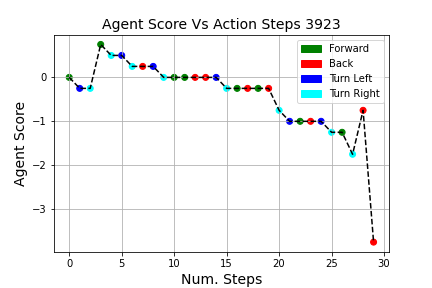 Agent Score Vs Action Steps 3923
Forward
Back
Turn Left
Turn Right
Agent Score
0
−1
−2
−3
0 5 10 15 20 25 30
Num. Steps